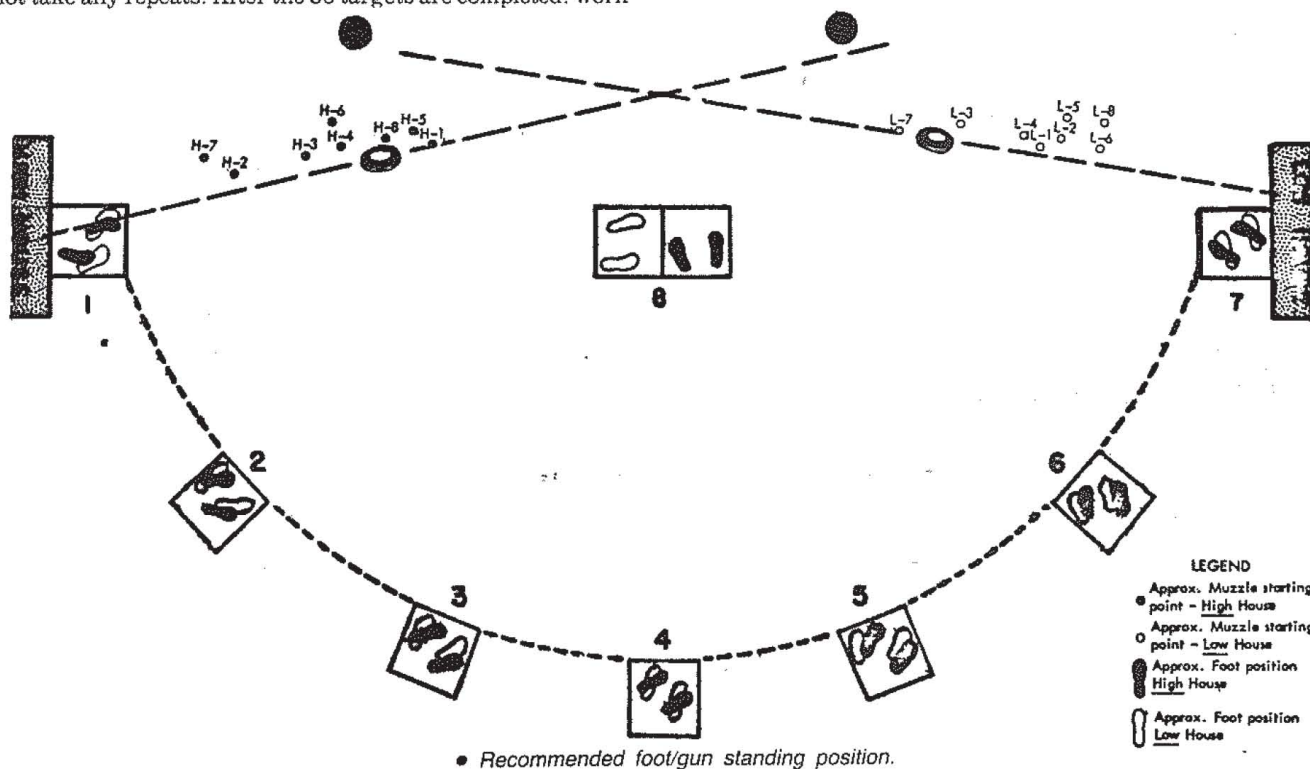 not take any repeats. After the 36 targets are completed, work
H-6
H-5
L-3
L-5
L-8
H-7
H-4
H-8
H-1
L-7
L-4
L-2
H-2
H-3
L-1
L-6
1
8
7
2
6
3
5
4
LEGEND
Approx. Muzzle starting
point - High House
Approx. Muzzle starting
point - Low House
Approx. Foot position
High House
Approx. Foot position
Low House
• Recommended foot/gun standing position.